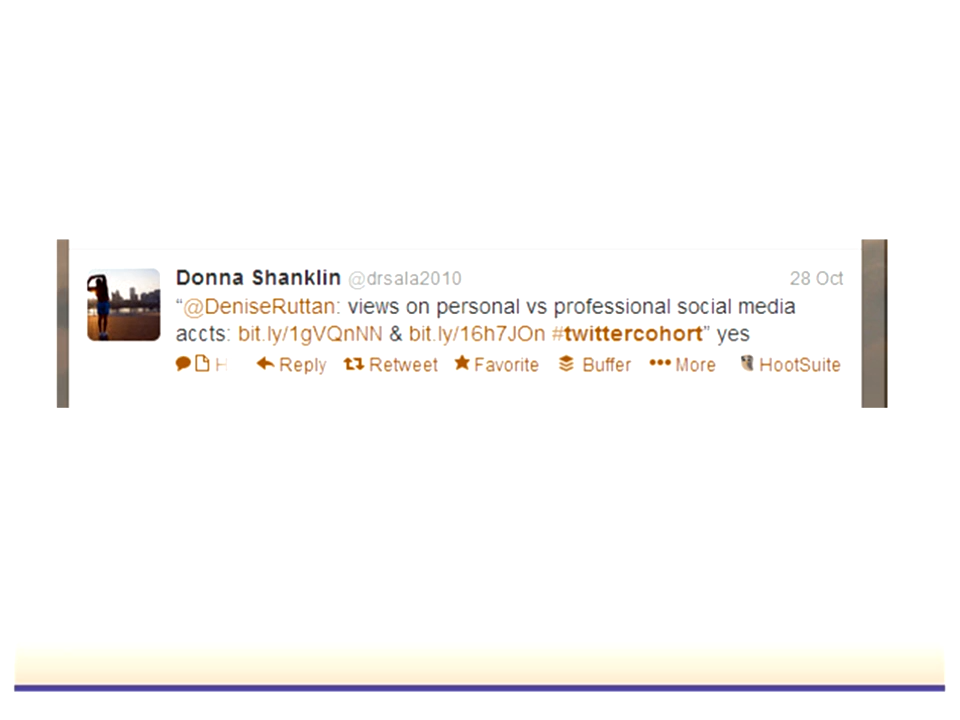 Donna Shanklin @drsala2010 28 Oct
“@DeniseRuttan: views on personal vs professional social media
accts: bit.ly/1gVQnNN & bit.ly/16h7JOn #twittercohort” yes
H Reply Retweet Favorite Buffer More HootSuite